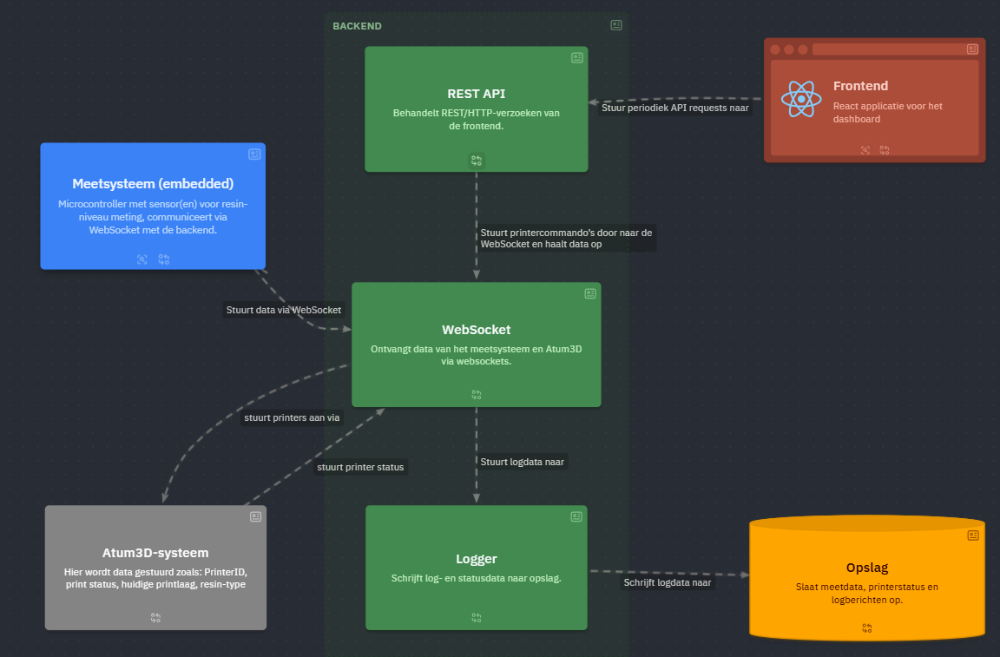 BACKEND
REST API
Behandelt REST/HTTP-verzoeken van
de frontend.
Frontend
React applicatie voor het
dashboard
Stuur periodiek API requests naar
Meetsysteem (embedded)
Microcontroller met sensor(en) voor resin-
niveau meting, communiceert via
WebSocket met de backend.
Stuurt printercommando's door naar de
WebSocket en haalt data op
Stuurt data via WebSocket
WebSocket
Ontvangt data van het meetsysteem en Atum3D
via websockets.
stuurt printers aan via
stuurt printer status
Stuurt logdata naar
Atum3D-systeem
Hier wordt data gestuurd zoals: PrinterID,
print status, huidige printlaag, resin-type
Logger
Schrijft log- en statusdata naar opslag.
Schrijft logdata naar
Opslag
Slaat meetdata, printerstatus en
logberichten op.